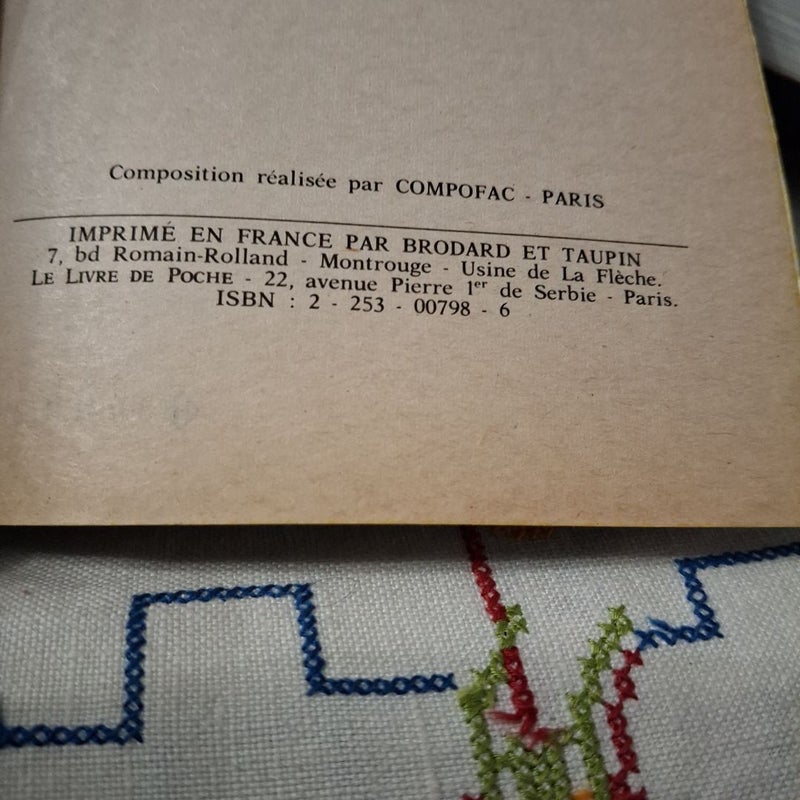 Composition réalisée par COMPOFAC - PARIS
IMPRIMÉ EN FRANCE PAR BRODARD ET TAUPIN
7, bd Romain-Rolland - Montrouge - Usine de La Flèche.
LE LIVRE DE POCHE - 22, avenue Pierre 1er de Serbie - Paris.
ISBN : 2 - 253 - 00798 - 6